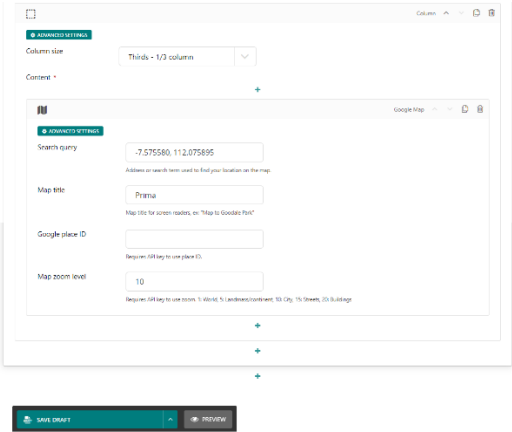 Column
ADVANCED SETTINGS
Column size
Thirds - 1/3 column
Content *
+
Google Map
ADVANCED SETTINGS
Search query
-7.575580, 112.075895
Address or search term used to find your location on the map.
Map title
Prima
Map title for screen readers, ex: "Map to Goodale Park"
Google place ID
Requires API key to use place ID.
Map zoom level
10
Requires API key to use zoom. 1: World, 5: Landmass/continent, 10: City, 15: Streets, 20: Buildings
+
+
+
SAVE DRAFT
PREVIEW